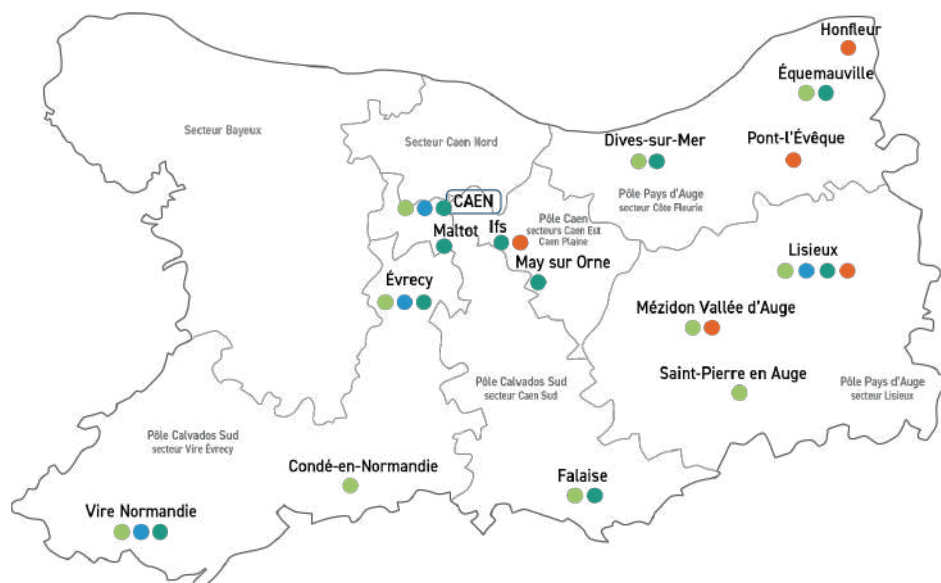 Honfleur
Équemauville
Secteur Bayeux
Secteur Caen Nord
Dives-sur-Mer
Pont-l'Évêque
Pôle Pays d'Auge
secteur Côte Fleurie
CAEN
Pôle Caen
secteurs Caen Est
Caen Plaine
Ifs
Maltot
May sur Orne
Lisieux
Évrecy
Mézidon Vallée d'Auge
Saint-Pierre en Auge
Pôle Calvados Sud
secteur Caen Sud
Pôle Pays d'Auge
secteur Lisieux
Pôle Calvados Sud
secteur Vire Évrecy
Condé-en-Normandie
Falaise
Vire Normandie